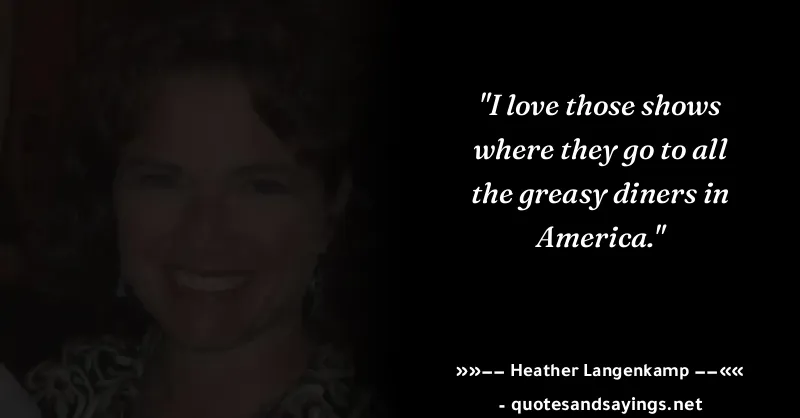 "I love those shows
where they go to all
the greasy diners in
America."
»»−− Heather Langenkamp −−««
- quotesandsayings.net